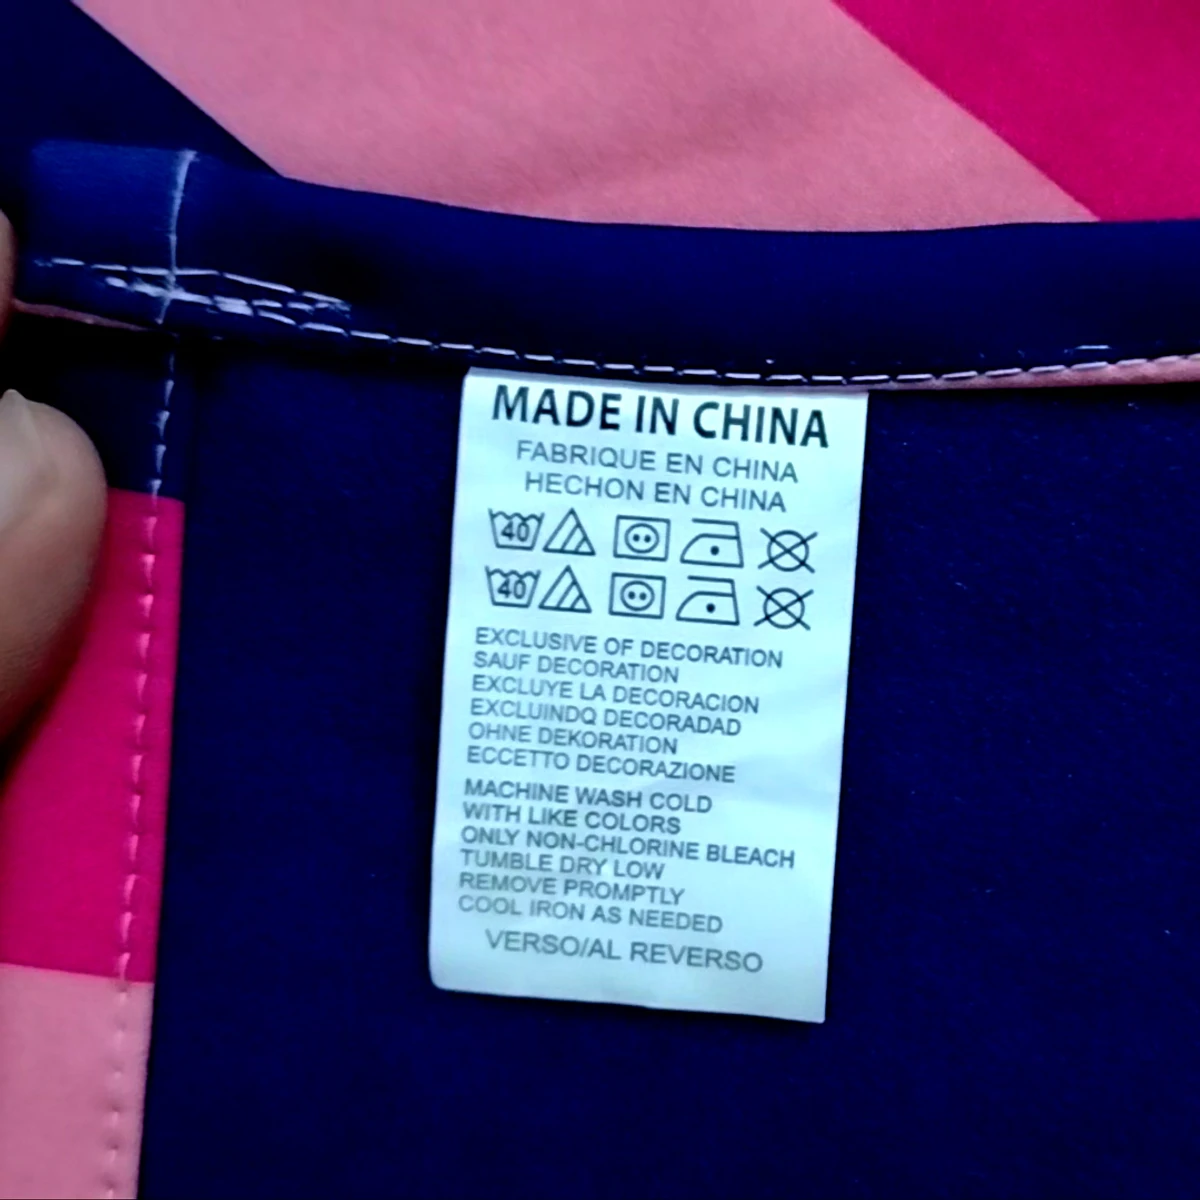 MADE IN CHINA
FABRIQUE EN CHINA
HECHON EN CHINA
40
40
EXCLUSIVE OF DECORATION
SAUF DECORATION
EXCLUYE LA DECORACION
EXCLUINDQ DECORADAD
OHNE DEKORATION
ECCETTO DECORAZIONE
MACHINE WASH COLD
WITH LIKE COLORS
ONLY NON-CHLORINE BLEACH
TUMBLE DRY LOW
REMOVE PROMPTLY
COOL IRON AS NEEDED
VERSO/AL REVERSO